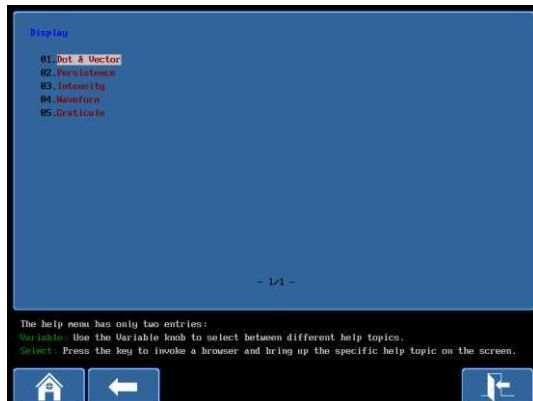 Display
01.Dot & Vector
02.Persistence
03.Intensity
04.Waveform
05.Graticule
- 1/1 -
The help menu has only two entries:
Variable: Use the Variable knob to select between different help topics.
Select: Press the key to invoke a browser and bring up the specific help topic on the screen.